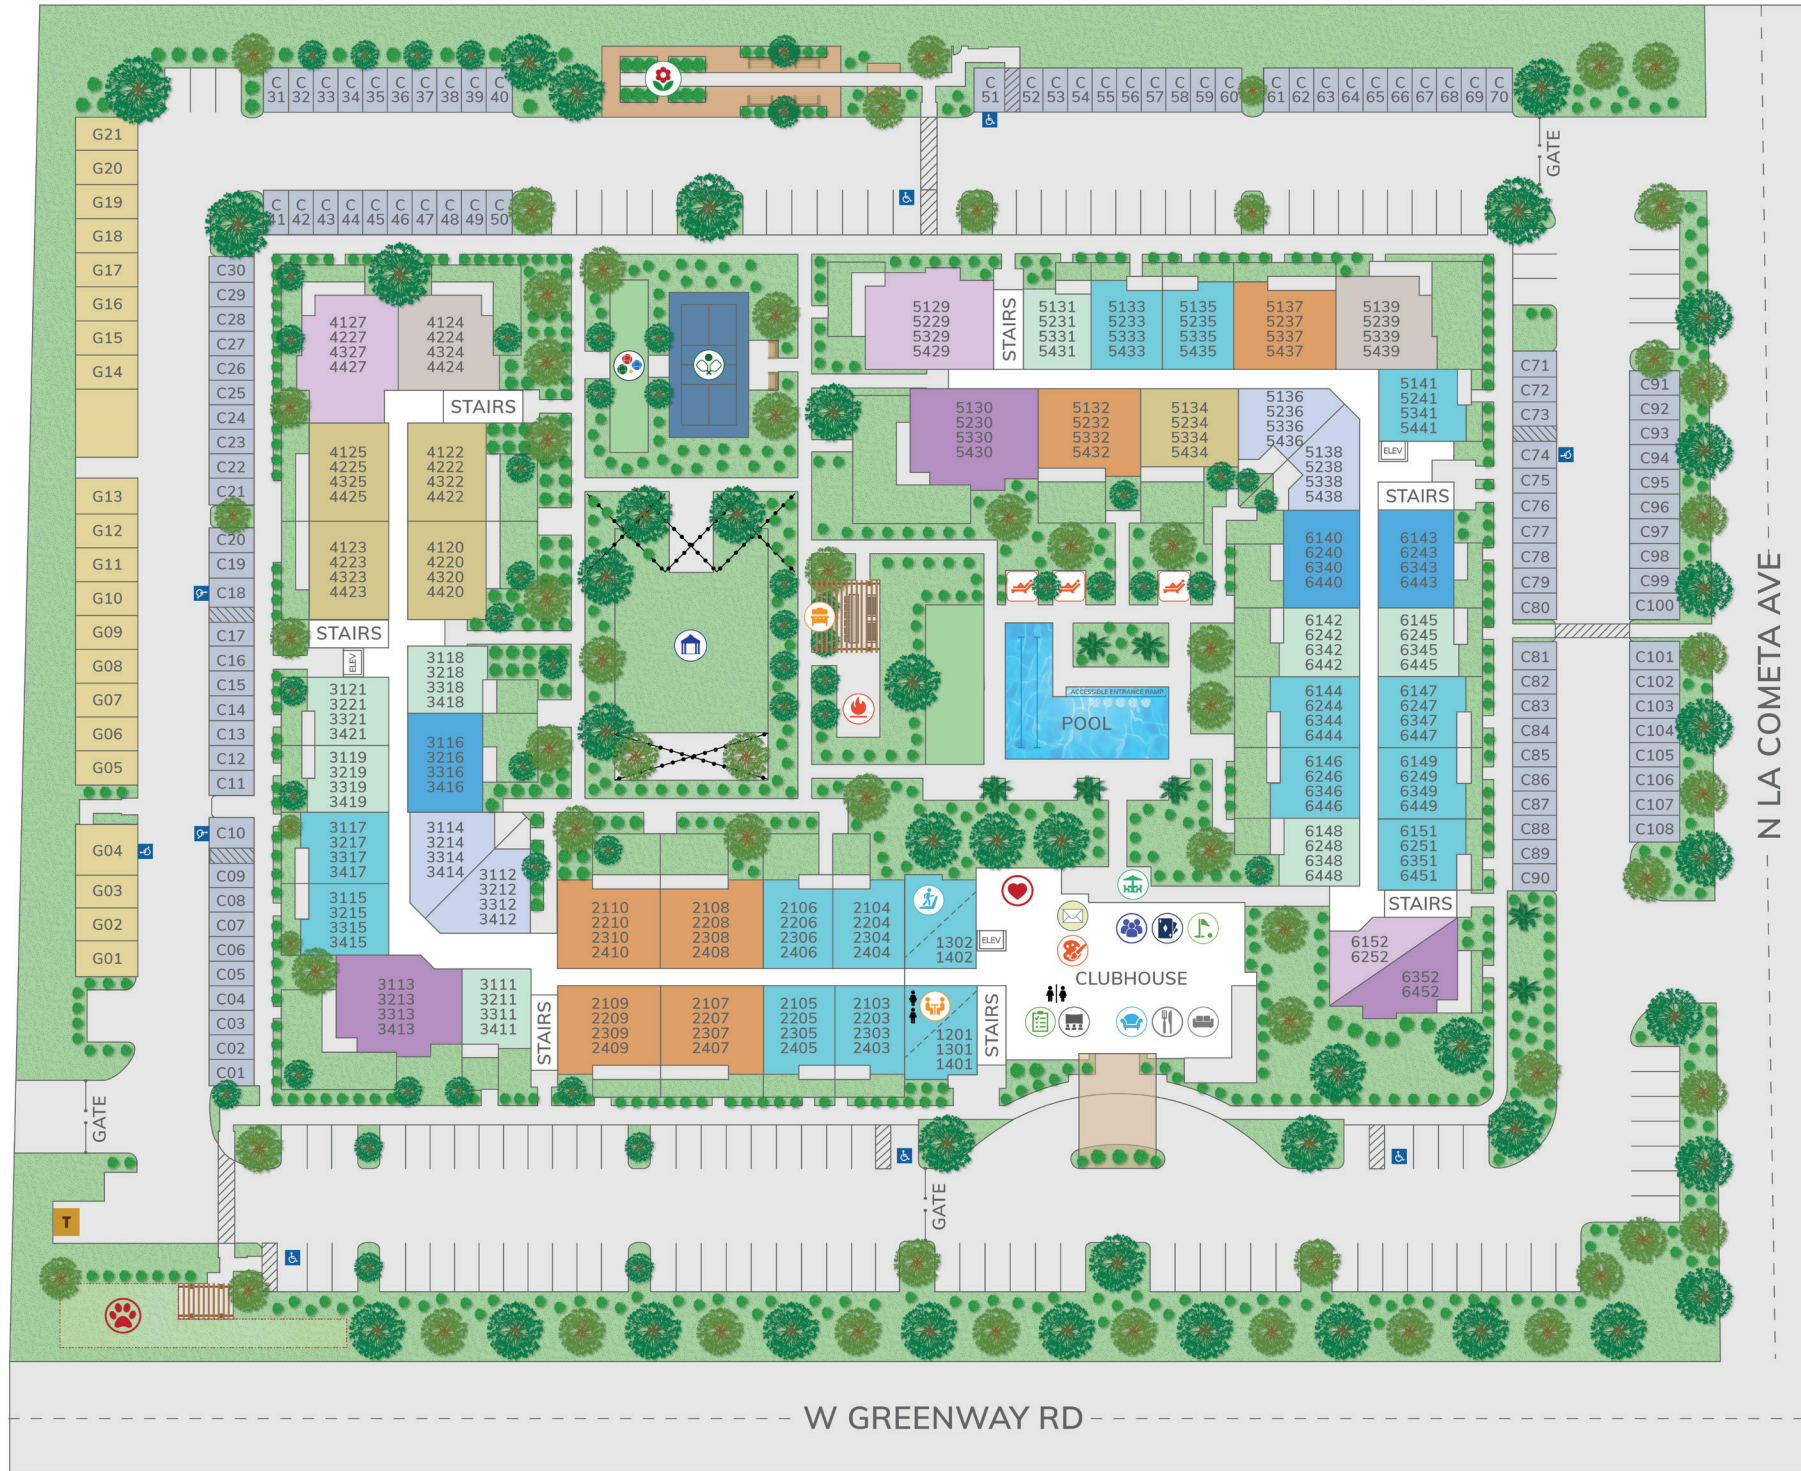 C 31
C 32
C 33
C 34
C 35
C 36
C 37
C 38
C 39
C 40
C 51
C 52
C 53
C 54
C 55
C 56
C 57
C 58
C 59
C 60
C 61
C 62
C 63
C 64
C 65
C 66
C 67
C 68
C 69
C 70
GATE
C 41
C 42
C 43
C 44
C 45
C 46
C 47
C 48
C 49
C 50
G21
G20
G19
G18
G17
G16
G15
G14
G13
G12
G11
G10
G09
G08
G07
G06
G05
G04
G03
G02
G01
C30
C29
C28
C27
C26
C25
C24
C23
C22
C21
C20
C19
C18
C17
C16
C15
C14
C13
C12
C11
C10
C09
C08
C07
C06
C05
C04
C03
C02
C01
4127
4227
4327
4427
4124
4224
4324
4424
STAIRS
4125
4225
4325
4425
4122
4222
4322
4422
4123
4223
4323
4423
4120
4220
4320
4420
STAIRS
ELEV
3118
3218
3318
3418
3121
3221
3321
3421
3116
3216
3316
3416
3119
3219
3319
3419
3117
3217
3317
3417
3114
3214
3314
3414
3112
3212
3312
3412
3115
3215
3315
3415
3113
3213
3313
3413
3111
3211
3311
3411
STAIRS
2110
2210
2310
2410
2108
2208
2308
2408
2106
2206
2306
2406
2104
2204
2304
2404
1302
1402
ELEV
2109
2209
2309
2409
2107
2207
2307
2407
2105
2205
2305
2405
2103
2203
2303
2403
1201
1301
1401
STAIRS
CLUBHOUSE
5129
5229
5329
5429
STAIRS
5131
5231
5331
5431
5133
5233
5333
5433
5135
5235
5335
5435
5137
5237
5337
5437
5139
5239
5339
5439
5130
5230
5330
5430
5132
5232
5332
5432
5134
5234
5334
5434
5136
5236
5336
5436
5138
5238
5338
5438
5141
5241
5341
5441
ELEV
STAIRS
6140
6240
6340
6440
6143
6243
6343
6443
6142
6242
6342
6442
6145
6245
6345
6445
6144
6244
6344
6444
6147
6247
6347
6447
6146
6246
6346
6446
6149
6249
6349
6449
6148
6248
6348
6448
6151
6251
6351
6451
STAIRS
6152
6252
6352
6452
ACCESSIBLE ENTRANCE RAMP
POOL
C71
C72
C73
C74
C75
C76
C77
C78
C79
C80
C81
C82
C83
C84
C85
C86
C87
C88
C89
C90
C91
C92
C93
C94
C95
C96
C97
C98
C99
C100
C101
C102
C103
C104
C105
C106
C107
C108
N LA COMETA AVE
GATE
GATE
T
W GREENWAY RD